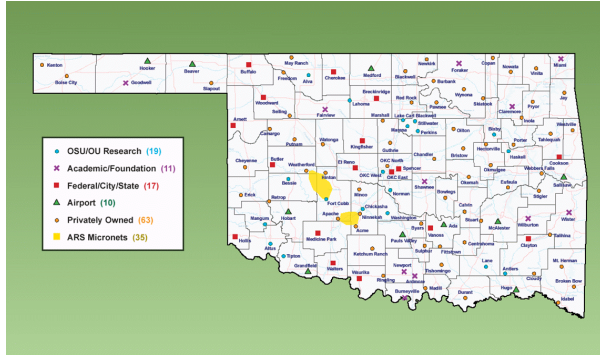 Kenton
Boise City
Hooker
Goodwell
Beaver
Slapout
Buffalo
May Ranch
Freedom
Alva
Cherokee
Medford
Newkirk
Blackwell
Foraker
Copan
Nowata
Vinita
Miami
Burbank
Wynona
Breckinridge
Red Rock
Pawnee
Skiatook
Claremore
Pryor
Jay
Inola
Woodward
Seiling
Fairview
Lahoma
Marshall
Lake Carl Blackwell
Stillwater
Marena
Perkins
Oilton
Bixby
Porter
Westville
Tahlequah
Arnett
Camargo
Putnam
Watonga
Kingfisher
Guthrie
Chandler
Bristow
Hectorville
Haskell
Okmulgee
Webbers Falls
Cookson
Cheyenne
Butler
Weatherford
El Reno
OKC North
Spencer
OKC West
OKC East
Hinton
Bessie
Shawnee
Okemah
Eufaula
Stigler
Sallisaw
Erick
Retrop
Fort Cobb
Minco
Norman
Bowlegs
Calvin
Mangum
Hobart
Apache
Chickasha
Ninnekah
Washington
Acme
Byars
Ada
Stuart
McAlester
Wilburton
Wister
Hollis
Altus
Tipton
Medicine Park
Pauls Valley
Vanoss
Sulphur
Fittstown
Centrahoma
Clayton
Talihina
Grandfield
Walters
Ketchum Ranch
Waurika
Ringling
Newport
Ardmore
Burneyville
Tishomingo
Madill
Durant
Lane
Antlers
Cloudy
Mt. Herman
Broken Bow
Hugo
Idabel
OSU/OU Research (19)
Academic/Foundation (11)
Federal/City/State (17)
Airport (10)
Privately Owned (63)
ARS Micronets (35)